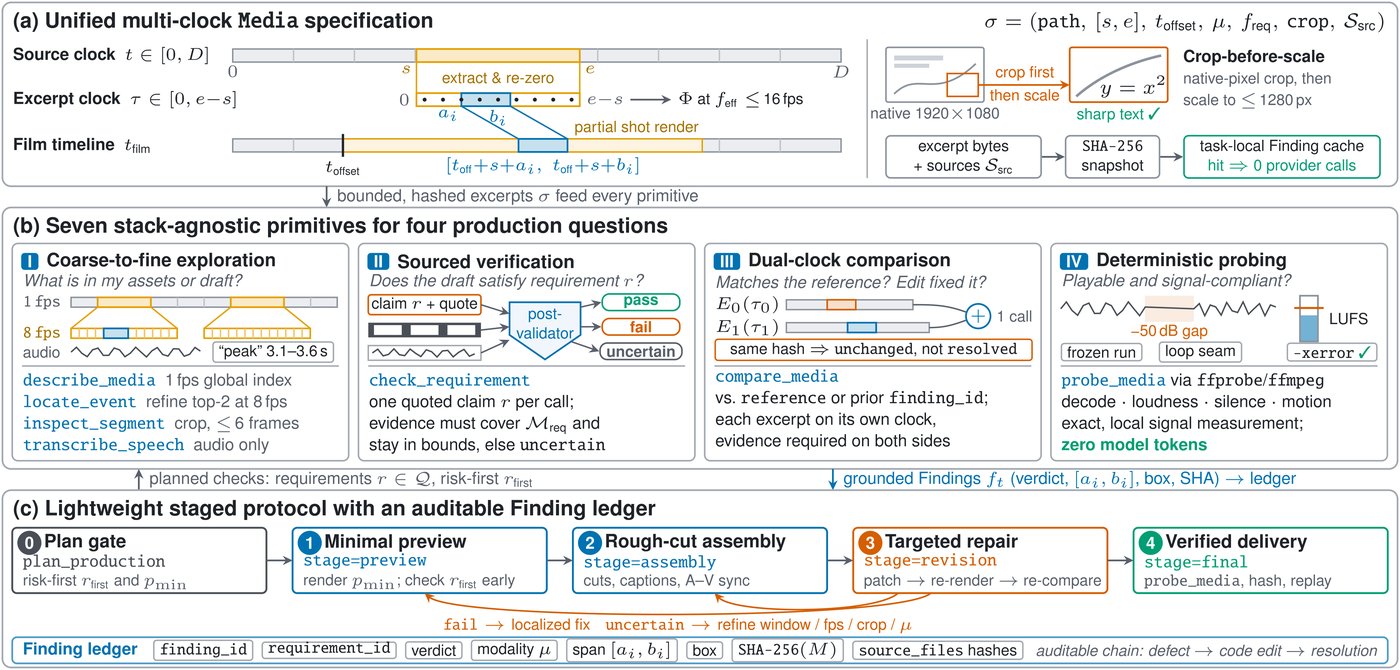 (a) Unified multi-clock Media specification
σ = (path, [s, e], t_offset, μ, f_req, crop, 𝒮_src)
Source clock t ∈ [0, D]
0
s
e
D
extract & re-zero
Excerpt clock τ ∈ [0, e−s]
0
e−s ⟶ Φ at f_eff ≤ 16 fps
a_i
b_i
partial shot render
Film timeline t_film
t_offset
[t_off+s+a_i, t_off+s+b_i]
native 1920×1080
crop first
then scale
y = x²
sharp text ✓
Crop-before-scale
native-pixel crop, then
scale to ≤ 1280 px
excerpt bytes
+ sources 𝒮_src
SHA-256
snapshot
task-local Finding cache
hit ⇒ 0 provider calls
bounded, hashed excerpts σ feed every primitive
(b) Seven stack-agnostic primitives for four production questions
I Coarse-to-fine exploration
What is in my assets or draft?
1 fps
8 fps
audio
“peak” 3.1–3.6 s
describe_media 1 fps global index
locate_event refine top-2 at 8 fps
inspect_segment crop, ≤ 6 frames
transcribe_speech audio only
II Sourced verification
Does the draft satisfy requirement r?
claim r + quote
post-
validator
pass
fail
uncertain
check_requirement
one quoted claim r per call;
evidence must cover ℳ_req and
stay in bounds, else uncertain
III Dual-clock comparison
Matches the reference? Edit fixed it?
E₀(τ₀)
E₁(τ₁)
+
1 call
same hash ⇒ unchanged, not resolved
compare_media
vs. reference or prior finding_id;
each excerpt on its own clock,
evidence required on both sides
IV Deterministic probing
Playable and signal-compliant?
−50 dB gap
LUFS
frozen run
loop seam
-xerror ✓
probe_media via ffprobe/ffmpeg
decode · loudness · silence · motion
exact, local signal measurement;
zero model tokens
planned checks: requirements r ∈ 𝒬, risk-first r_first
grounded Findings f_t (verdict, [a_i, b_i], box, SHA) → ledger
(c) Lightweight staged protocol with an auditable Finding ledger
0 Plan gate
plan_production
risk-first r_first and p_min
1 Minimal preview
stage=preview
render p_min; check r_first early
2 Rough-cut assembly
stage=assembly
cuts, captions, A–V sync
3 Targeted repair
stage=revision
patch → re-render → re-compare
4 Verified delivery
stage=final
probe_media, hash, replay
fail → localized fix uncertain → refine window / fps / crop / μ
Finding ledger finding_id requirement_id verdict modality μ span [a_i, b_i] box SHA-256(M) source_files hashes auditable chain: defect → code edit → resolution